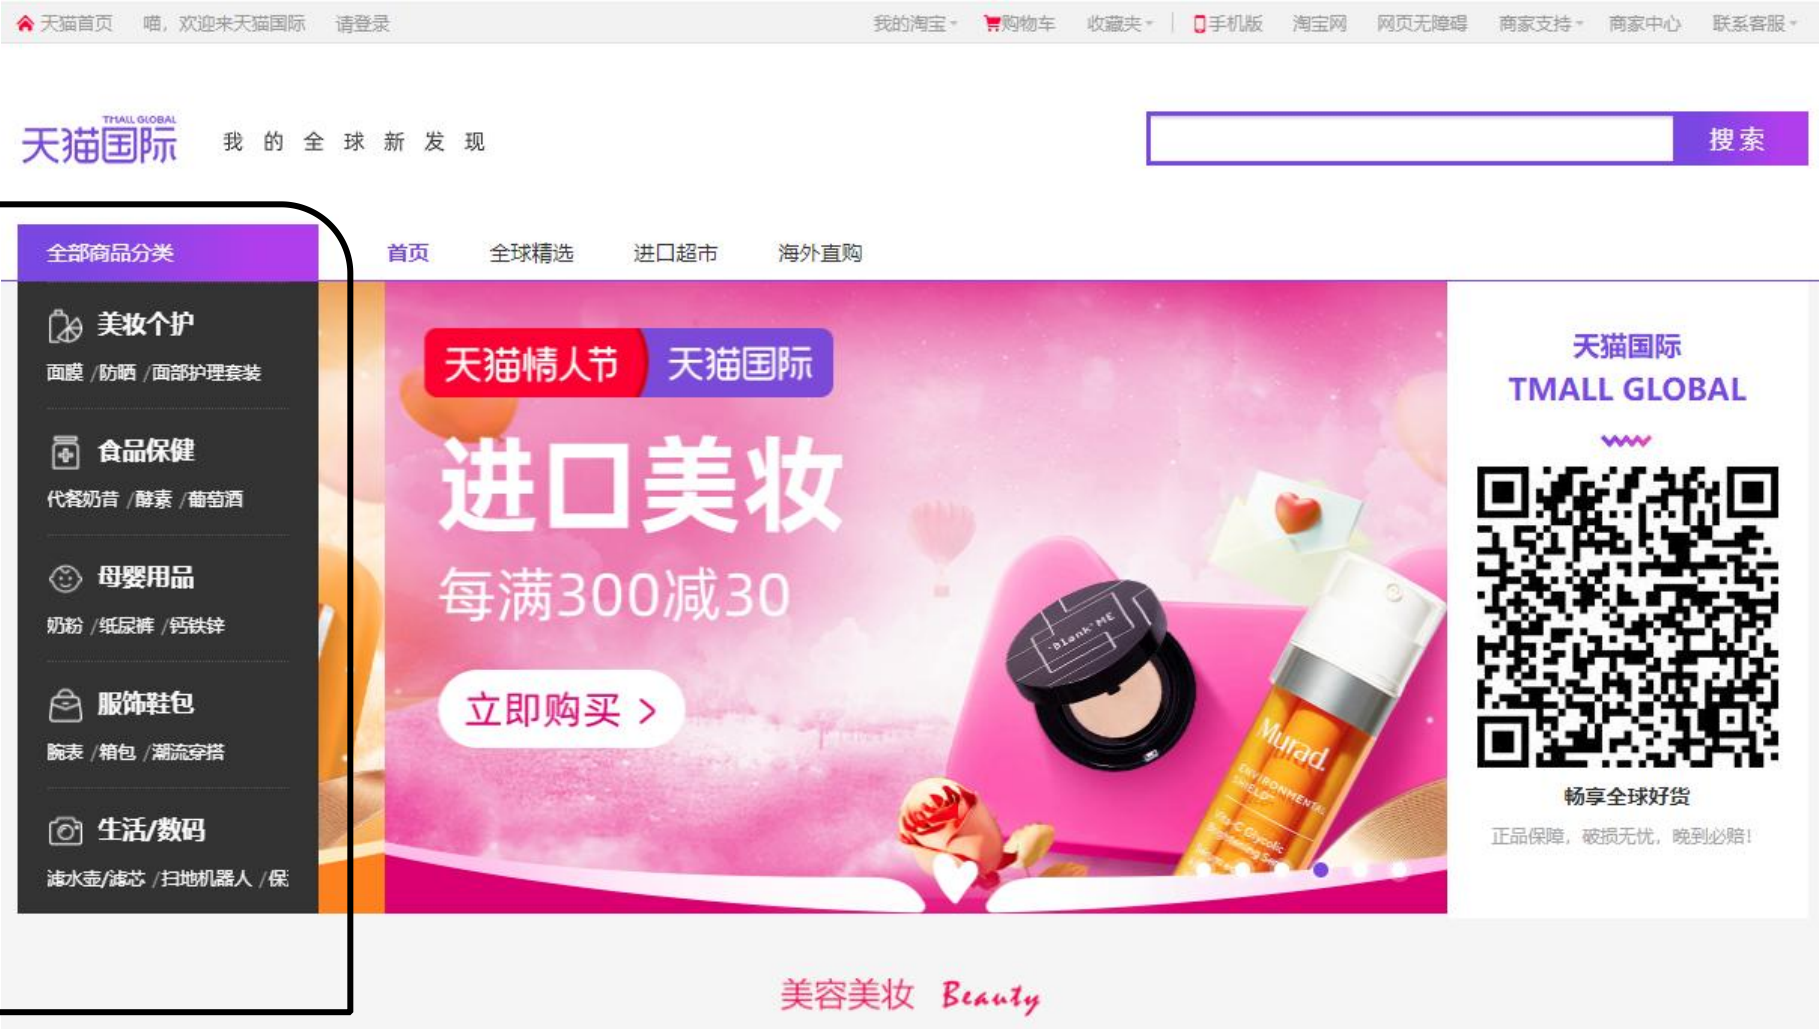 天猫首页 喵，欢迎来天猫国际 请登录 我的淘宝 购物车 收藏夹 手机版 淘宝网 网页无障碍 商家支持 商家中心 联系客服
TMALL GLOBAL
天猫国际 我的全球新发现 搜索
全部商品分类 首页 全球精选 进口超市 海外直购
美妆个护
面膜 /防晒 /面部护理套装
食品保健
代餐奶昔 /酵素 /葡萄酒
母婴用品
奶粉 /纸尿裤 /钙铁锌
服饰鞋包
腕表 /箱包 /潮流穿搭
生活/数码
滤水壶/滤芯 /扫地机器人 /保
天猫情人节 天猫国际
进口美妆
每满300减30
立即购买 >
"blank"ME
Murad.
ENVIRONMENTAL
SHIELD
Vita-C Glycolic
Brightening Serum
天猫国际
TMALL GLOBAL
畅享全球好货
正品保障，破损无忧，晚到必赔！
美容美妆 Beauty